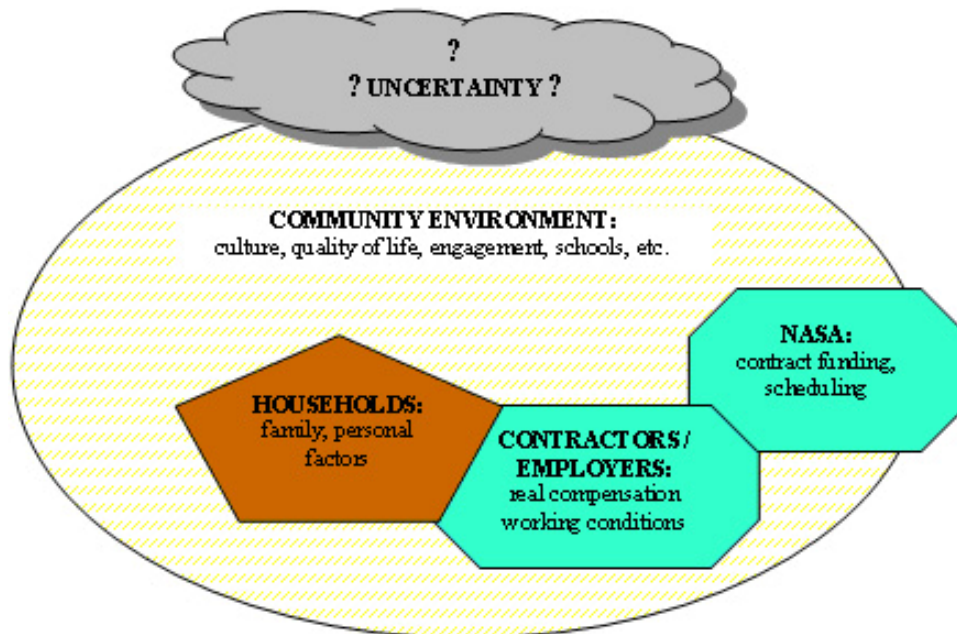 ?
? UNCERTAINTY ?
COMMUNITY ENVIRONMENT:
culture, quality of life, engagement, schools, etc.
NASA:
contract funding,
scheduling
HOUSEHOLDS:
family, personal
factors
CONTRACTORS /
EMPLOYERS:
real compensation
working conditions